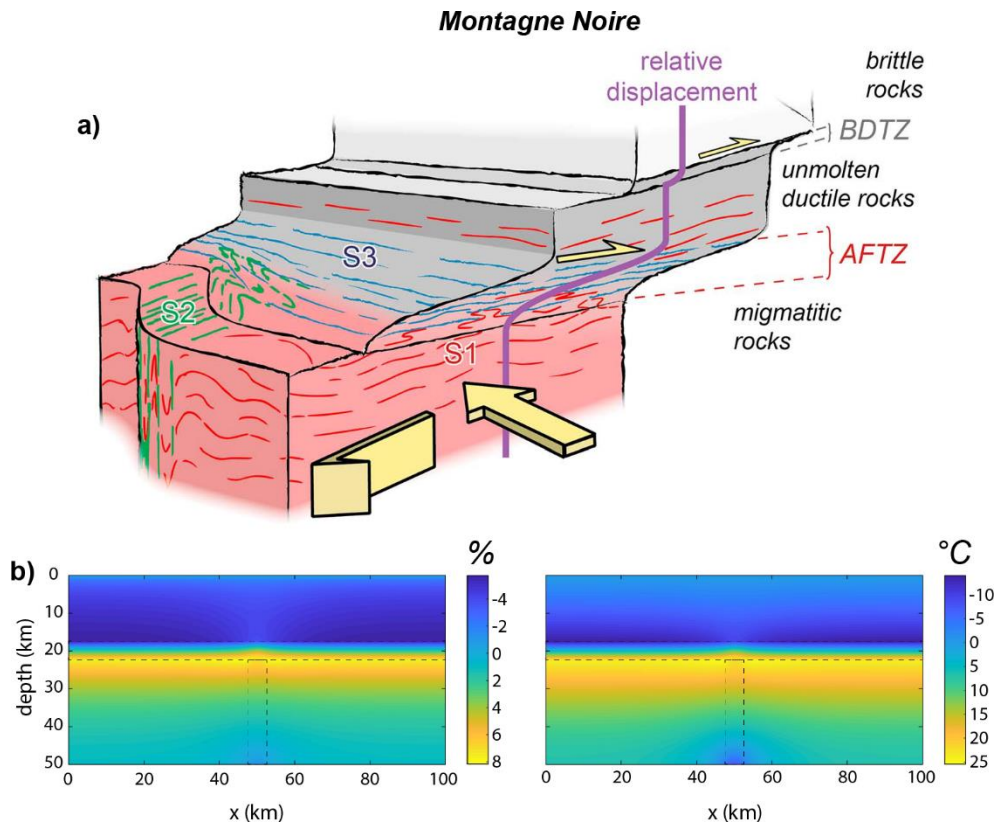 Montagne Noire
a)
relative
displacement
brittle
rocks
BDTZ
unmolten
ductile rocks
AFTZ
migmatitic
rocks
S3
S2
S1
b)
%
°C
depth (km)
0
10
20
30
40
50
0
20
40
60
80
100
x (km)
-4
-2
0
2
4
6
8
0
20
40
60
80
100
x (km)
-10
-5
0
5
10
15
20
25